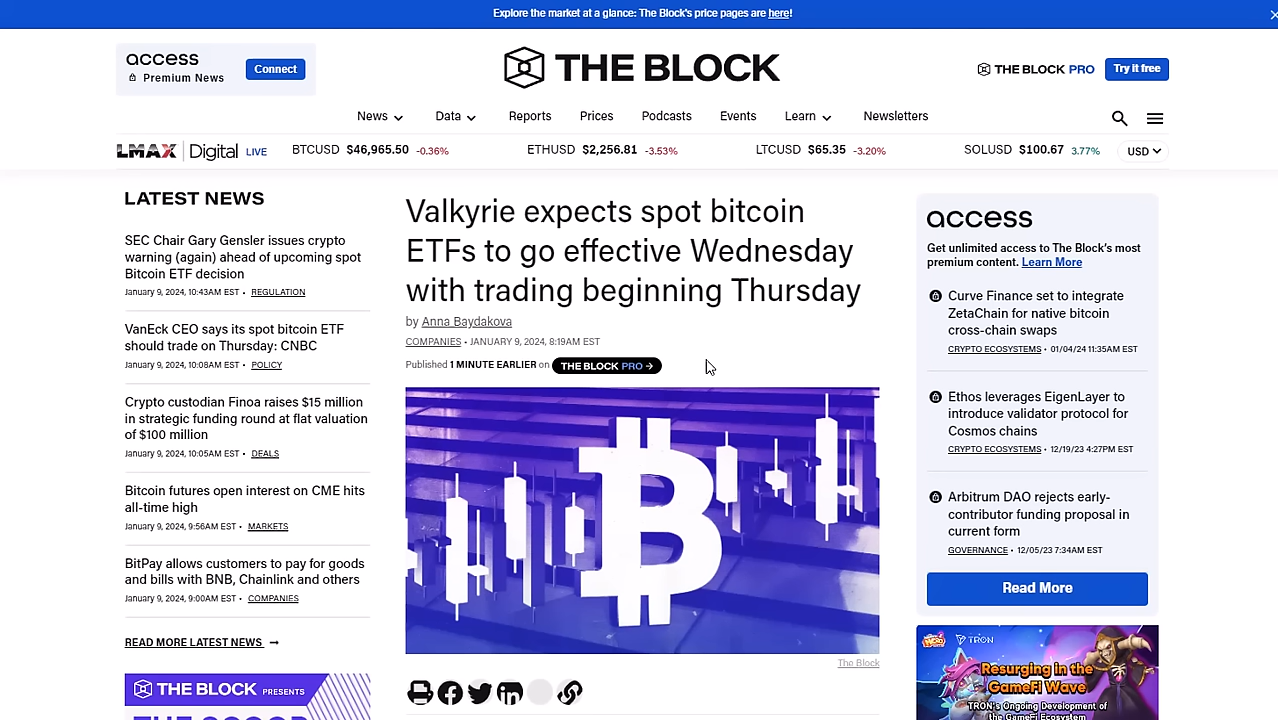 Explore the market at a glance: The Block's price pages are here!
access
Premium News
Connect
THE BLOCK
THE BLOCK PRO
Try it free
News
Data
Reports
Prices
Podcasts
Events
Learn
Newsletters
LMAX Digital LIVE
BTCUSD $46,965.50 -0.36%
ETHUSD $2,256.81 -3.53%
LTCUSD $65.35 -3.20%
SOLUSD $100.67 3.77%
USD
LATEST NEWS
SEC Chair Gary Gensler issues crypto
warning (again) ahead of upcoming spot
Bitcoin ETF decision
January 9, 2024, 10:43AM EST • REGULATION
VanEck CEO says its spot bitcoin ETF
should trade on Thursday: CNBC
January 9, 2024, 10:08AM EST • POLICY
Crypto custodian Finoa raises $15 million
in strategic funding round at flat valuation
of $100 million
January 9, 2024, 10:05AM EST • DEALS
Bitcoin futures open interest on CME hits
all-time high
January 9, 2024, 9:56AM EST • MARKETS
BitPay allows customers to pay for goods
and bills with BNB, Chainlink and others
January 9, 2024, 9:00AM EST • COMPANIES
READ MORE LATEST NEWS →
THE BLOCK PRESENTS
THE SCOOP
Valkyrie expects spot bitcoin
ETFs to go effective Wednesday
with trading beginning Thursday
by Anna Baydakova
COMPANIES • JANUARY 9, 2024, 8:19AM EST
Published 1 MINUTE EARLIER on THE BLOCK PRO →
The Block
access
Get unlimited access to The Block's most
premium content. Learn More
Curve Finance set to integrate
ZetaChain for native bitcoin
cross-chain swaps
CRYPTO ECOSYSTEMS • 01/04/24 11:35AM EST
Ethos leverages EigenLayer to
introduce validator protocol for
Cosmos chains
CRYPTO ECOSYSTEMS • 12/19/23 4:27PM EST
Arbitrum DAO rejects early-
contributor funding proposal in
current form
GOVERNANCE • 12/05/23 7:34AM EST
Read More
TRON
Resurging in the
GameFi Wave
TRON's Ongoing Development of
the GameFi Ecosystem